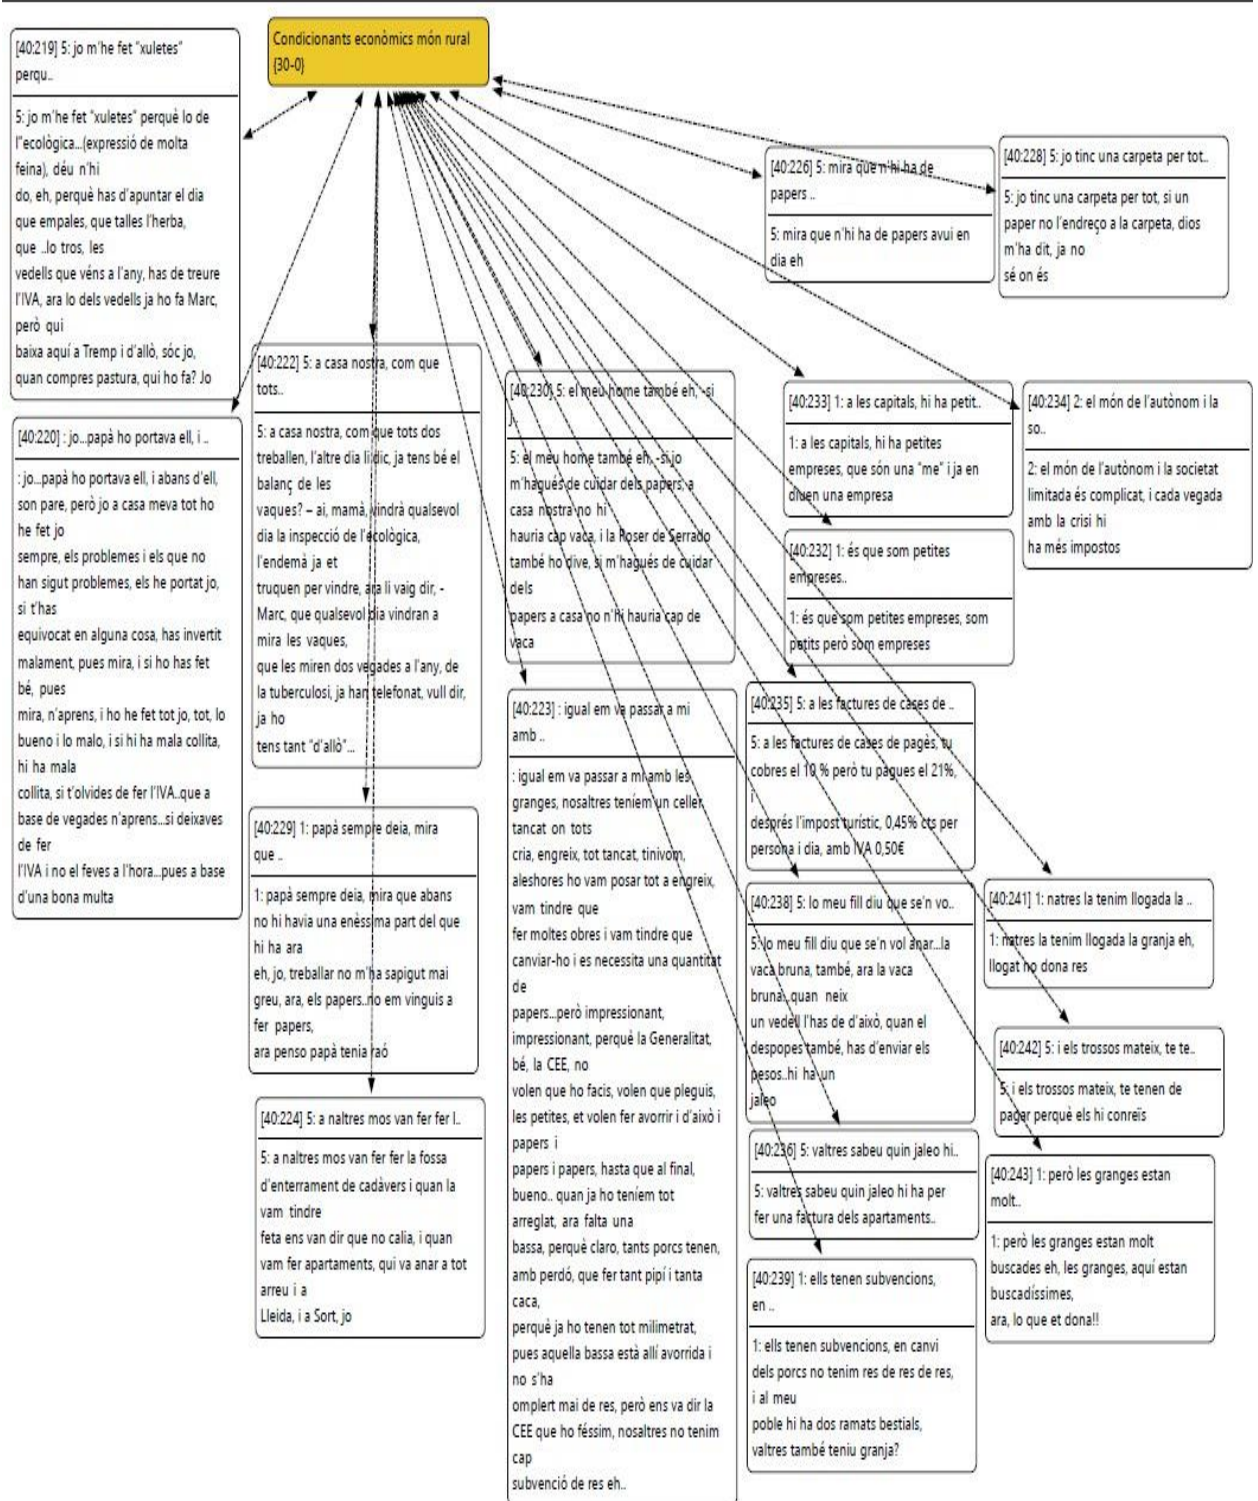 Condicionants econòmics món rural
{30-0}
[40:219] 5: jo m'he fet "xuletes"
perqu..
5: jo m'he fet "xuletes" perquè lo de
l"ecològica...(expressió de molta
feina), déu n'hi
do, eh, perquè has d'apuntar el dia
que empales, que talles l'herba,
que ..lo tros, les
vedells que véns a l'any, has de treure
l'IVA, ara lo dels vedells ja ho fa Marc,
però qui
baixa aquí a Tremp i d'allò, sóc jo,
quan compres pastura, qui ho fa? Jo
[40:220] : jo...papà ho portava ell, i ..
: jo...papà ho portava ell, i abans d'ell,
son pare, però jo a casa meva tot ho
he fet jo
sempre, els problemes i els que no
han sigut problemes, els he portat jo,
si t'has
equivocat en alguna cosa, has invertit
malament, pues mira, i si ho has fet
bé, pues
mira, n'aprens, i ho he fet tot jo, tot, lo
bueno i lo malo, i si hi ha mala collita,
hi ha mala
collita, si t'olvides de fer l'IVA..que a
base de vegades n'aprens...si deixaves
de fer
l'IVA i no el feves a l'hora...pues a base
d'una bona multa
[40:222] 5: a casa nostra, com que
tots..
5: a casa nostra, com que tots dos
treballen, l'altre dia li dic, ja tens bé el
balanç de les
vaques? – ai, mamà, vindrà qualsevol
dia la inspecció de l'ecològica,
l'endemà ja et
truquen per vindre, ara li vaig dir, -
Marc, que qualsevol dia vindran a
mira les vaques,
que les miren dos vegades a l'any, de
la tuberculosi, ja han telefonat, vull dir,
ja ho
tens tant "d'allò"...
[40:229] 1: papà sempre deia, mira
que ..
1: papà sempre deia, mira que abans
no hi havia una enèssima part del que
hi ha ara
eh, jo, treballar no m'ha sapigut mai
greu, ara, els papers..no em vinguis a
fer papers,
ara penso papà tenia raó
[40:224] 5: a naltres mos van fer fer l..
5: a naltres mos van fer fer la fossa
d'enterrament de cadàvers i quan la
vam tindre
feta ens van dir que no calia, i quan
vam fer apartaments, qui va anar a tot
arreu i a
Lleida, i a Sort, jo
[40:230] 5: el meu home també eh, -si
j..
5: el meu home també eh, -si jo
m'hagués de cuidar dels papers, a
casa nostra no hi
hauria cap vaca, i la Roser de Serrado
també ho dive, si m'hagués de cuidar
dels
papers a casa no n'hi hauria cap de
vaca
[40:223] : igual em va passar a mi
amb ..
: igual em va passar a mi amb les
granges, nosaltres teníem un celler
tancat on tots
cria, engreix, tot tancat, tinivom,
aleshores ho vam posar tot a engreix,
vam tindre que
fer moltes obres i vam tindre que
canviar-ho i es necessita una quantitat
de
papers...però impressionant,
impressionant, perquè la Generalitat,
bé, la CEE, no
volen que ho facis, volen que pleguis,
les petites, et volen fer avorrir i d'això i
papers i
papers i papers, hasta que al final,
bueno.. quan ja ho teníem tot
arreglat, ara falta una
bassa, perquè claro, tants porcs tenen,
amb perdó, que fer tant pipí i tanta
caca,
perquè ja ho tenen tot milimetrat,
pues aquella bassa està allí avorrida i
no s'ha
omplert mai de res, però ens va dir la
CEE que ho féssim, nosaltres no tenim
cap
subvenció de res eh..
[40:226] 5: mira que n'hi ha de
papers ..
5: mira que n'hi ha de papers avui en
dia eh
[40:228] 5: jo tinc una carpeta per tot..
5: jo tinc una carpeta per tot, si un
paper no l'endreço a la carpeta, dios
m'ha dit, ja no
sé on és
[40:233] 1: a les capitals, hi ha petit..
1: a les capitals, hi ha petites
empreses, que són una "me" i ja en
diuen una empresa
[40:234] 2: el món de l'autònom i la
so..
2: el món de l'autònom i la societat
limitada és complicat, i cada vegada
amb la crisi hi
ha més impostos
[40:232] 1: és que som petites
empreses..
1: és que som petites empreses, som
petits però som empreses
[40:235] 5: a les factures de cases de ..
5: a les factures de cases de pagès, tu
cobres el 10 % però tu pagues el 21%,
i
després l'impost turístic, 0,45% cts per
persona i dia, amb IVA 0,50€
[40:238] 5: lo meu fill diu que se'n vo..
5: lo meu fill diu que se'n vol anar...la
vaca bruna, també, ara la vaca
bruna, quan neix
un vedell l'has de d'això, quan el
despopes també, has d'enviar els
pesos..hi ha un
jaleo
[40:236] 5: valtres sabeu quin jaleo hi..
5: valtres sabeu quin jaleo hi ha per
fer una factura dels apartaments..
[40:239] 1: ells tenen subvencions,
en ..
1: ells tenen subvencions, en canvi
dels porcs no tenim res de res de res,
i al meu
poble hi ha dos ramats bestials,
valtres també teniu granja?
[40:241] 1: natres la tenim llogada la ..
1: natres la tenim llogada la granja eh,
llogat no dona res
[40:242] 5: i els trossos mateix, te te..
5: i els trossos mateix, te tenen de
pagar perquè els hi conreïs
[40:243] 1: però les granges estan
molt..
1: però les granges estan molt
buscades eh, les granges, aquí estan
buscadíssimes,
ara, lo que et dona!!